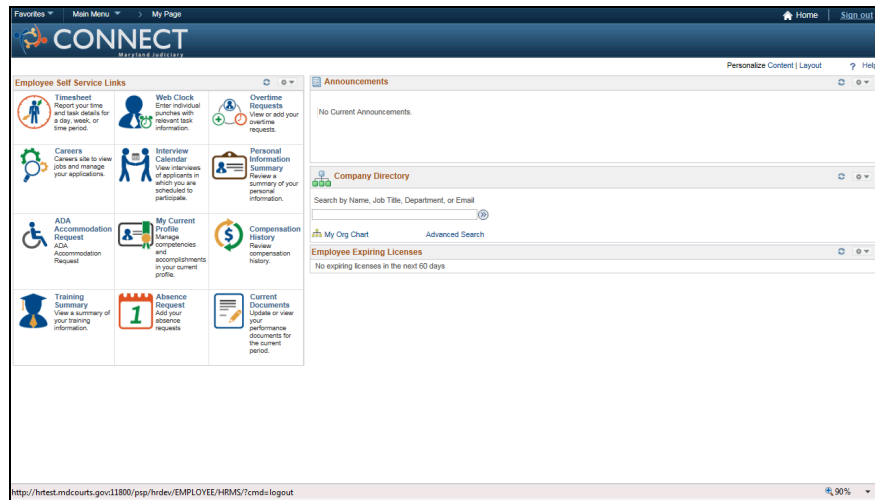 Favorites Main Menu > My Page
Home Sign out
CONNECT
Maryland Judiciary
Personalize Content | Layout ? Help
Employee Self Service Links
Timesheet
Report your time
and task details for
a day, week, or
time period.
Web Clock
Enter individual
punches with
relevant task
information.
Overtime
Requests
View or add your
overtime
requests.
Careers
Careers site to view
jobs and manage
your applications.
Interview
Calendar
View interviews
of applicants in
which you are
scheduled to
participate.
Personal
Information
Summary
Review a
summary of your
personal
information.
ADA
Accommodation
Request
ADA
Accommodation
Request
My Current
Profile
Manage
competencies
and
accomplishments
in your current
profile.
Compensation
History
Review
compensation
history.
Training
Summary
View a summary of
your training
information.
1
Absence
Request
Add your
absence
requests
Current
Documents
Update or view
your
performance
documents for
the current
period.
Announcements
No Current Announcements.
Company Directory
Search by Name, Job Title, Department, or Email
My Org Chart Advanced Search
Employee Expiring Licenses
No expiring licenses in the next 60 days
http://hrtest.mdcourts.gov:11800/psp/hrdev/EMPLOYEE/HRMS/?cmd=logout
90%